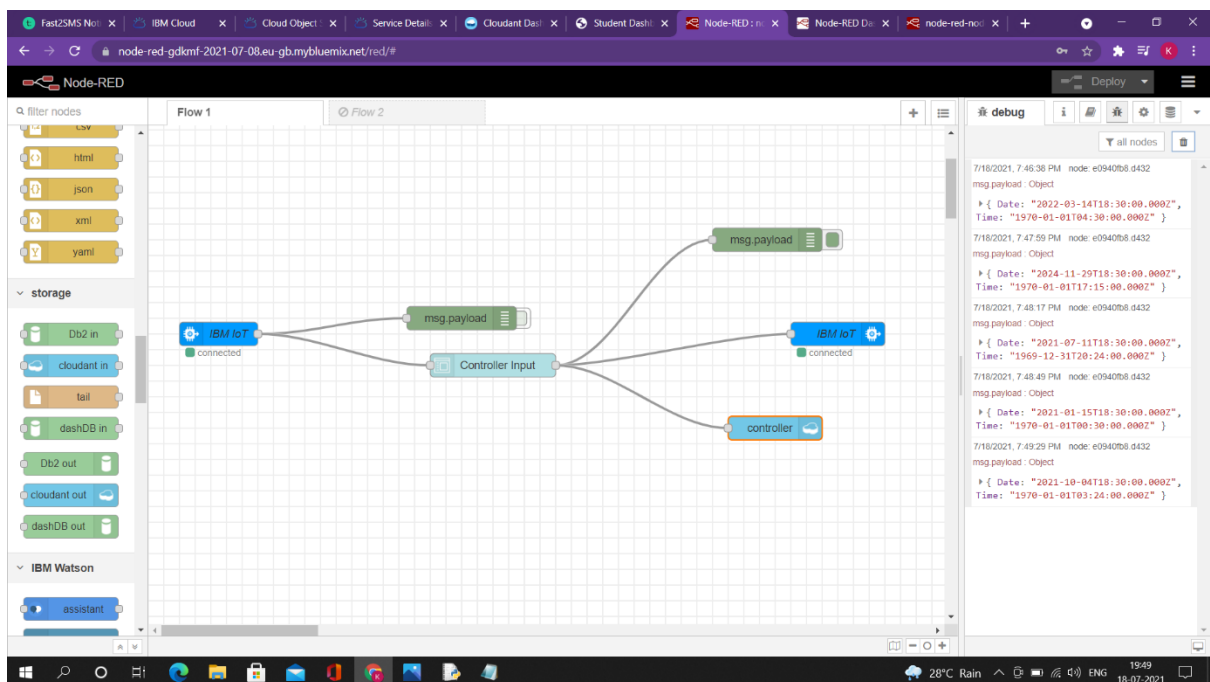 Fast2SMS Noti
IBM Cloud
Cloud Object
Service Details
Cloudant Dash
Student Dashb
Node-RED : no
Node-RED Da
node-red-nod
node-red-gdkmf-2021-07-08.eu-gb.mybluemix.net/red/#
K
Node-RED
Deploy
filter nodes
Flow 1
Flow 2
debug
i
all nodes
csv
html
json
xml
yaml
storage
Db2 in
cloudant in
tail
dashDB in
Db2 out
cloudant out
dashDB out
IBM Watson
assistant
msg.payload
msg.payload
IBM IoT
connected
Controller Input
IBM IoT
connected
controller
7/18/2021, 7:46:38 PM node: e0940fb8.d432
msg.payload : Object
{ Date: "2022-03-14T18:30:00.000Z",
Time: "1970-01-01T04:30:00.000Z" }
7/18/2021, 7:47:59 PM node: e0940fb8.d432
msg.payload : Object
{ Date: "2024-11-29T18:30:00.000Z",
Time: "1970-01-01T17:15:00.000Z" }
7/18/2021, 7:48:17 PM node: e0940fb8.d432
msg.payload : Object
{ Date: "2021-07-11T18:30:00.000Z",
Time: "1969-12-31T20:24:00.000Z" }
7/18/2021, 7:48:49 PM node: e0940fb8.d432
msg.payload : Object
{ Date: "2021-01-15T18:30:00.000Z",
Time: "1970-01-01T00:30:00.000Z" }
7/18/2021, 7:49:29 PM node: e0940fb8.d432
msg.payload : Object
{ Date: "2021-10-04T18:30:00.000Z",
Time: "1970-01-01T03:24:00.000Z" }
28°C Rain
ENG
19:49
18-07-2021